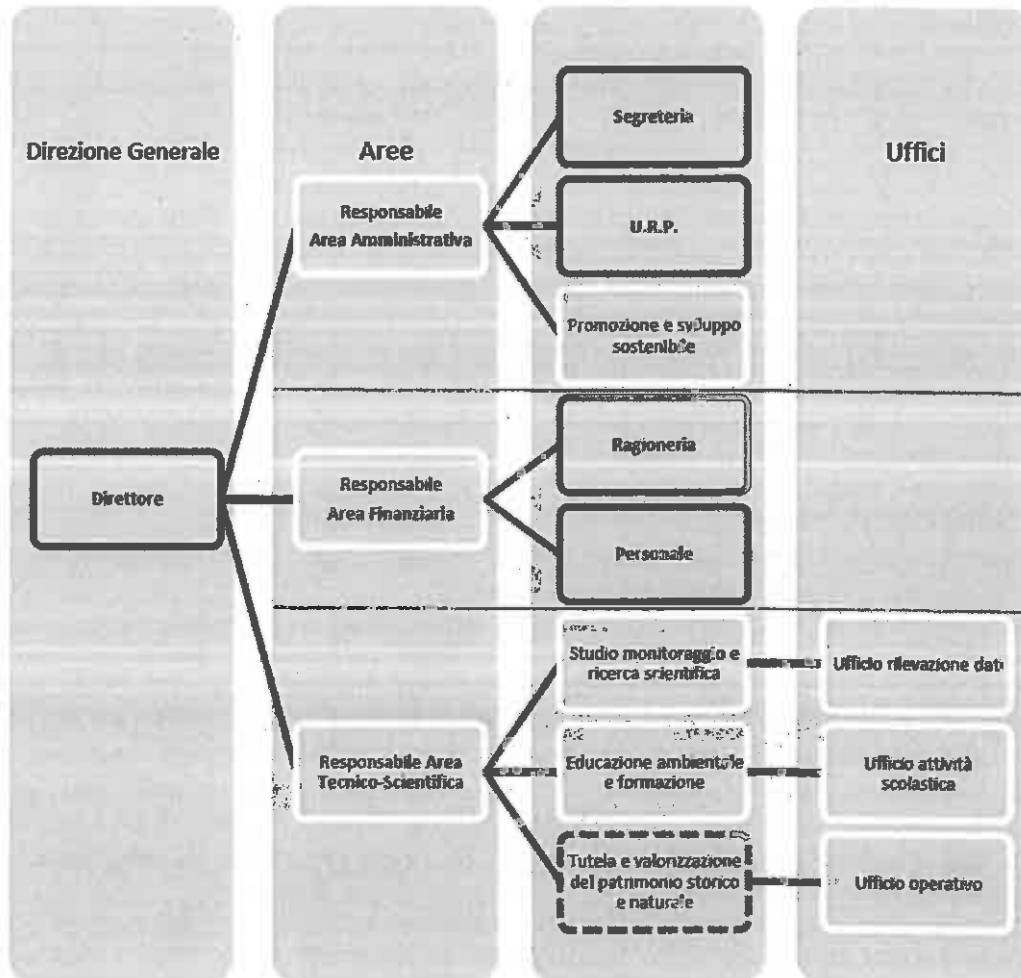 Direzione Generale
Aree
Uffici
Segreteria
Responsabile
Area Amministrativa
U.R.P.
Promozione e sviluppo
sostenibile
Direttore
Responsabile
Area Finanziaria
Ragioneria
Personale
Responsabile Area
Tecnico-Scientifica
Studio monitoraggio e
ricerca scientifica
Ufficio rilevazione dati
Educazione ambientale
e formazione
Ufficio attività
scolastica
Tutela e valorizzazione
del patrimonio storico
e naturale
Ufficio operativo